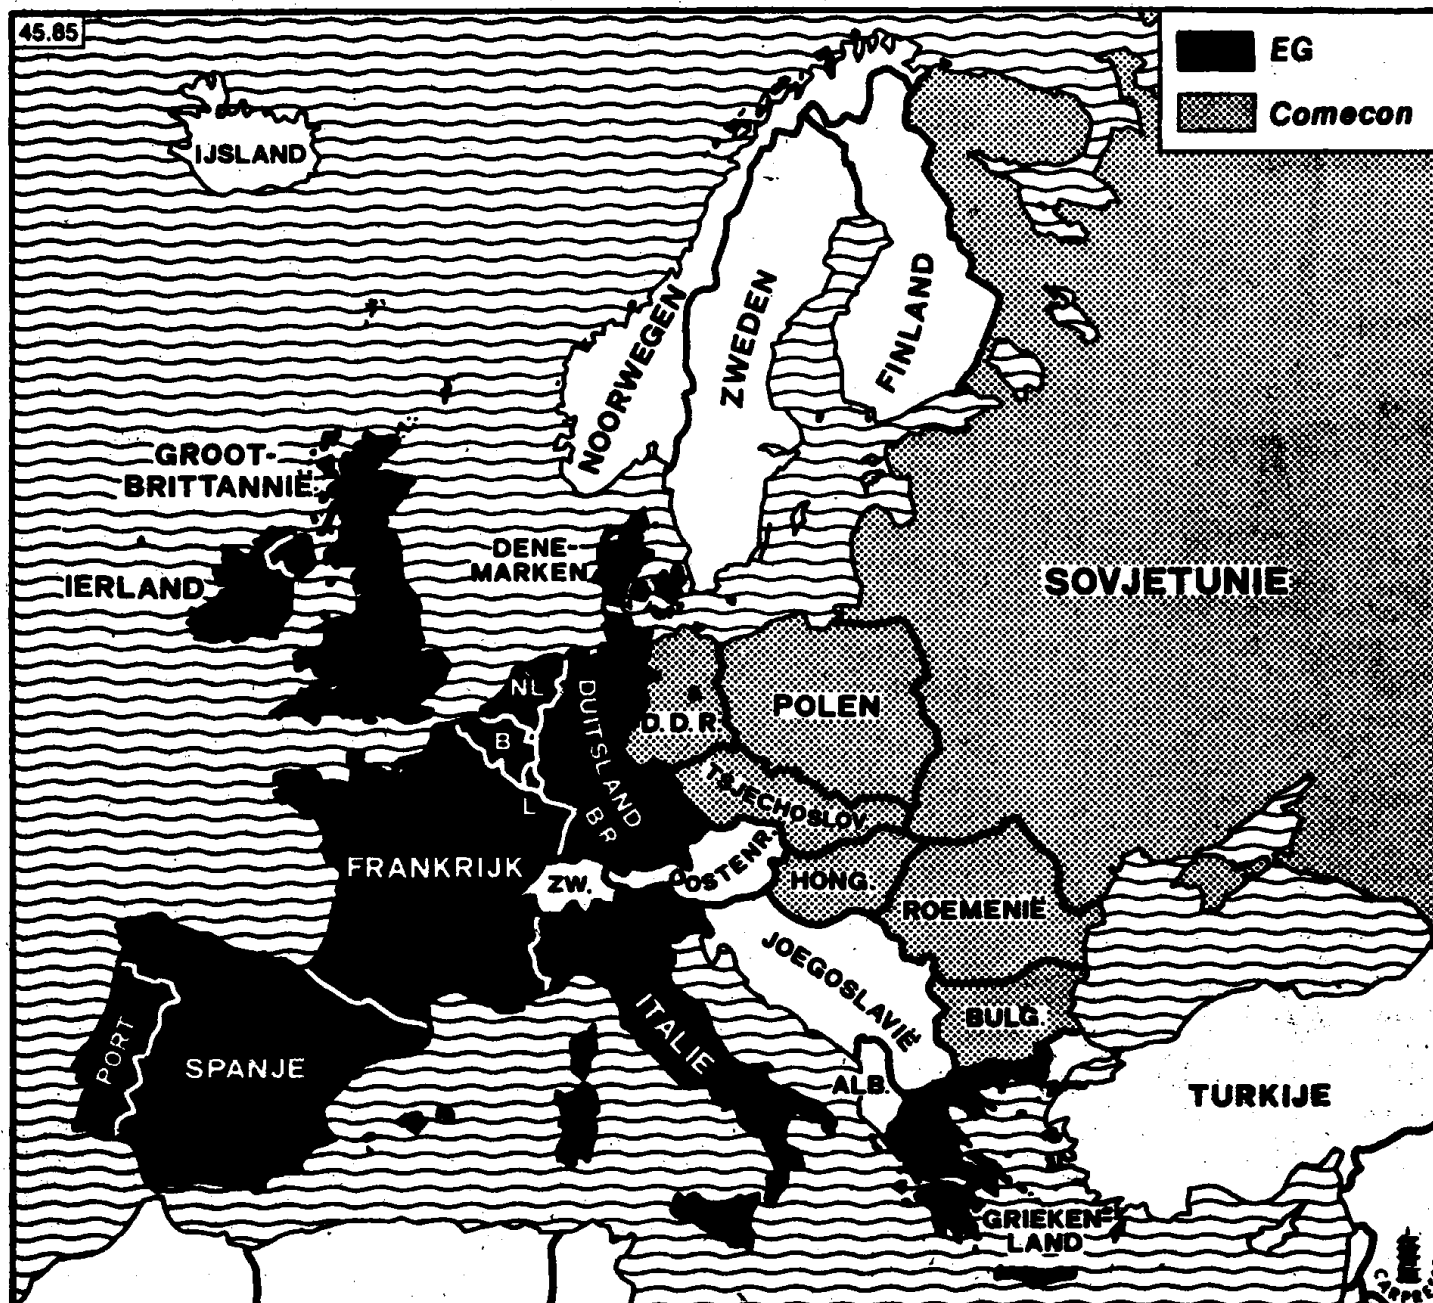 45.85
EG
Comecon
IJSLAND
NOORWEGEN
ZWEDEN
FINLAND
GROOT-
BRITTANNIË
DENE-
MARKEN
IERLAND
SOVJETUNIE
NL
DUITSLAND
B R
D.D.R.
POLEN
B
L
TSJECHOSLOV.
FRANKRIJK
ZW.
OOSTENR.
HONG.
ROEMENIË
JOEGOSLAVIË
BULG.
ITALIE
PORT
SPANJE
ALB.
TURKIJE
GRIEKEN-
LAND